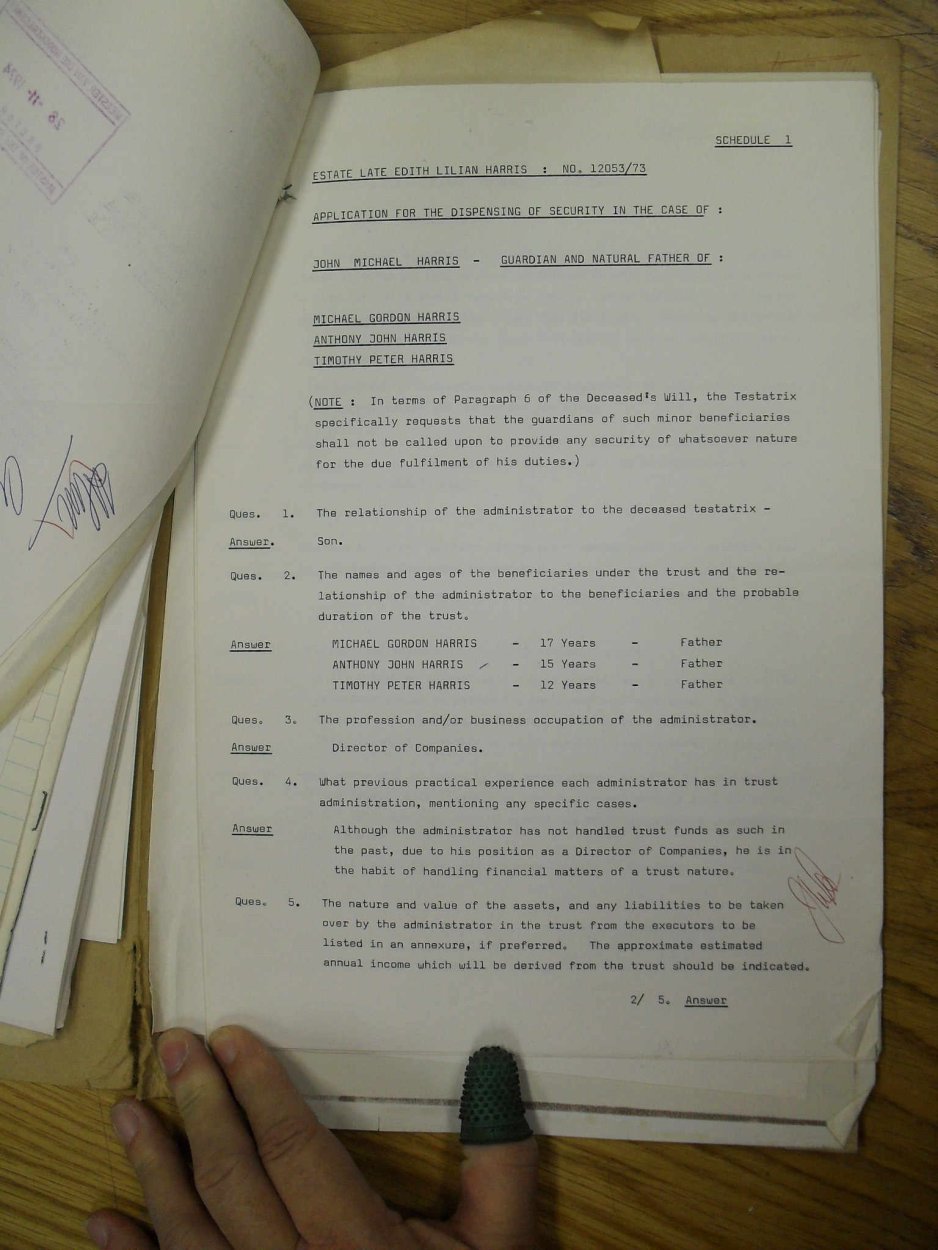 SCHEDULE 1
ESTATE LATE EDITH LILIAN HARRIS : NO. 12053/73
APPLICATION FOR THE DISPENSING OF SECURITY IN THE CASE OF :
JOHN MICHAEL HARRIS - GUARDIAN AND NATURAL FATHER OF :
MICHAEL GORDON HARRIS
ANTHONY JOHN HARRIS
TIMOTHY PETER HARRIS
(NOTE : In terms of Paragraph 6 of the Deceased's Will, the Testatrix
specifically requests that the guardians of such minor beneficiaries
shall not be called upon to provide any security of whatsoever nature
for the due fulfilment of his duties.)
Ques. 1. The relationship of the administrator to the deceased testatrix -
Answer. Son.
Ques. 2. The names and ages of the beneficiaries under the trust and the re-
lationship of the administrator to the beneficiaries and the probable
duration of the trust.
Answer MICHAEL GORDON HARRIS - 17 Years - Father
ANTHONY JOHN HARRIS - 15 Years - Father
TIMOTHY PETER HARRIS - 12 Years - Father
Ques. 3. The profession and/or business occupation of the administrator.
Answer Director of Companies.
Ques. 4. What previous practical experience each administrator has in trust
administration, mentioning any specific cases.
Answer Although the administrator has not handled trust funds as such in
the past, due to his position as a Director of Companies, he is in
the habit of handling financial matters of a trust nature.
Ques. 5. The nature and value of the assets, and any liabilities to be taken
over by the administrator in the trust from the executors to be
listed in an annexure, if preferred. The approximate estimated
annual income which will be derived from the trust should be indicated.
2/ 5. Answer